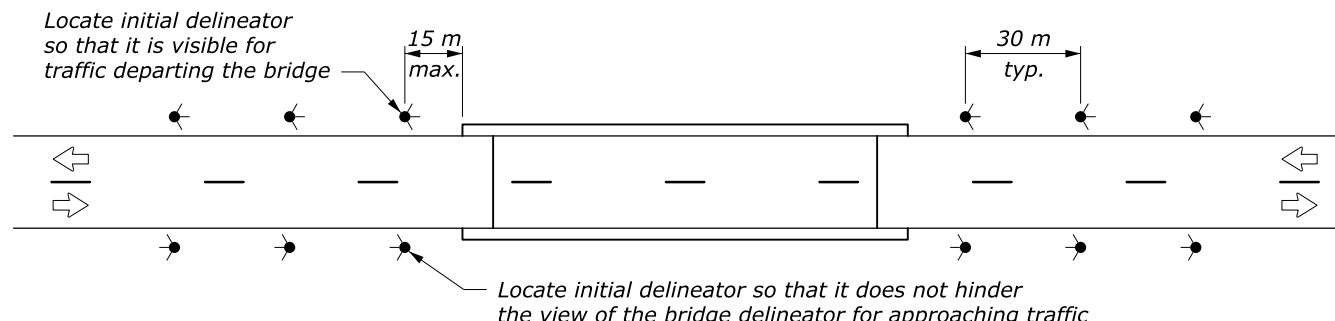 Locate initial delineator
so that it is visible for
traffic departing the bridge
15 m
max.
30 m
typ.
Locate initial delineator so that it does not hinder
the view of the bridge delineator for approaching traffic